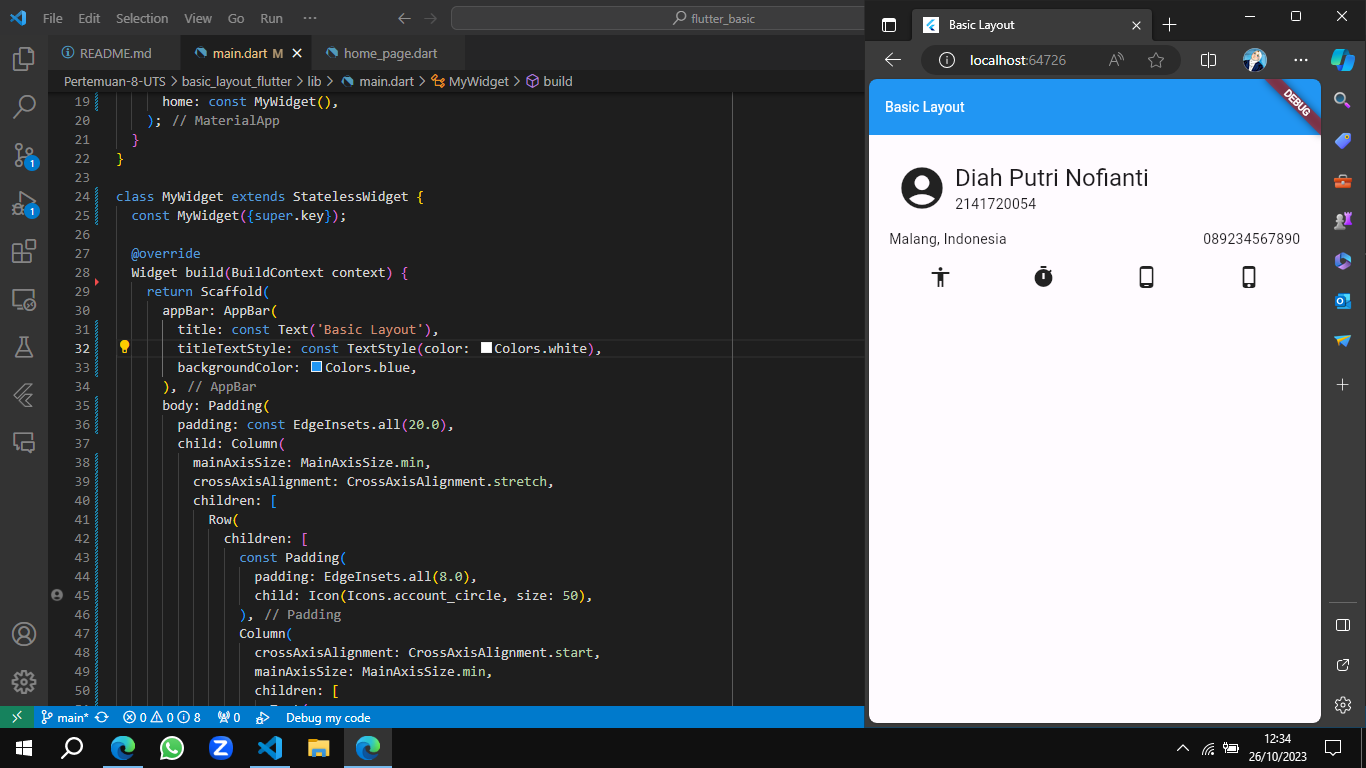 File Edit Selection View Go Run ··· flutter_basic
README.md main.dart M home_page.dart
Pertemuan-8-UTS > basic_layout_flutter > lib > main.dart > MyWidget > build
19 home: const MyWidget(),
20 ); // MaterialApp
21 }
22 }
23
24 class MyWidget extends StatelessWidget {
25 const MyWidget({super.key});
26
27 @override
28 Widget build(BuildContext context) {
29 return Scaffold(
30 appBar: AppBar(
31 title: const Text('Basic Layout'),
32 titleTextStyle: const TextStyle(color: Colors.white),
33 backgroundColor: Colors.blue,
34 ), // AppBar
35 body: Padding(
36 padding: const EdgeInsets.all(20.0),
37 child: Column(
38 mainAxisSize: MainAxisSize.min,
39 crossAxisAlignment: CrossAxisAlignment.stretch,
40 children: [
41 Row(
42 children: [
43 const Padding(
44 padding: EdgeInsets.all(8.0),
45 child: Icon(Icons.account_circle, size: 50),
46 ), // Padding
47 Column(
48 crossAxisAlignment: CrossAxisAlignment.start,
49 mainAxisSize: MainAxisSize.min,
50 children: [
1
1
main* 0 0 8 0 Debug my code
Basic Layout
localhost:64726
Basic Layout
DEBUG
Diah Putri Nofianti
2141720054
Malang, Indonesia 089234567890
12:34
26/10/2023